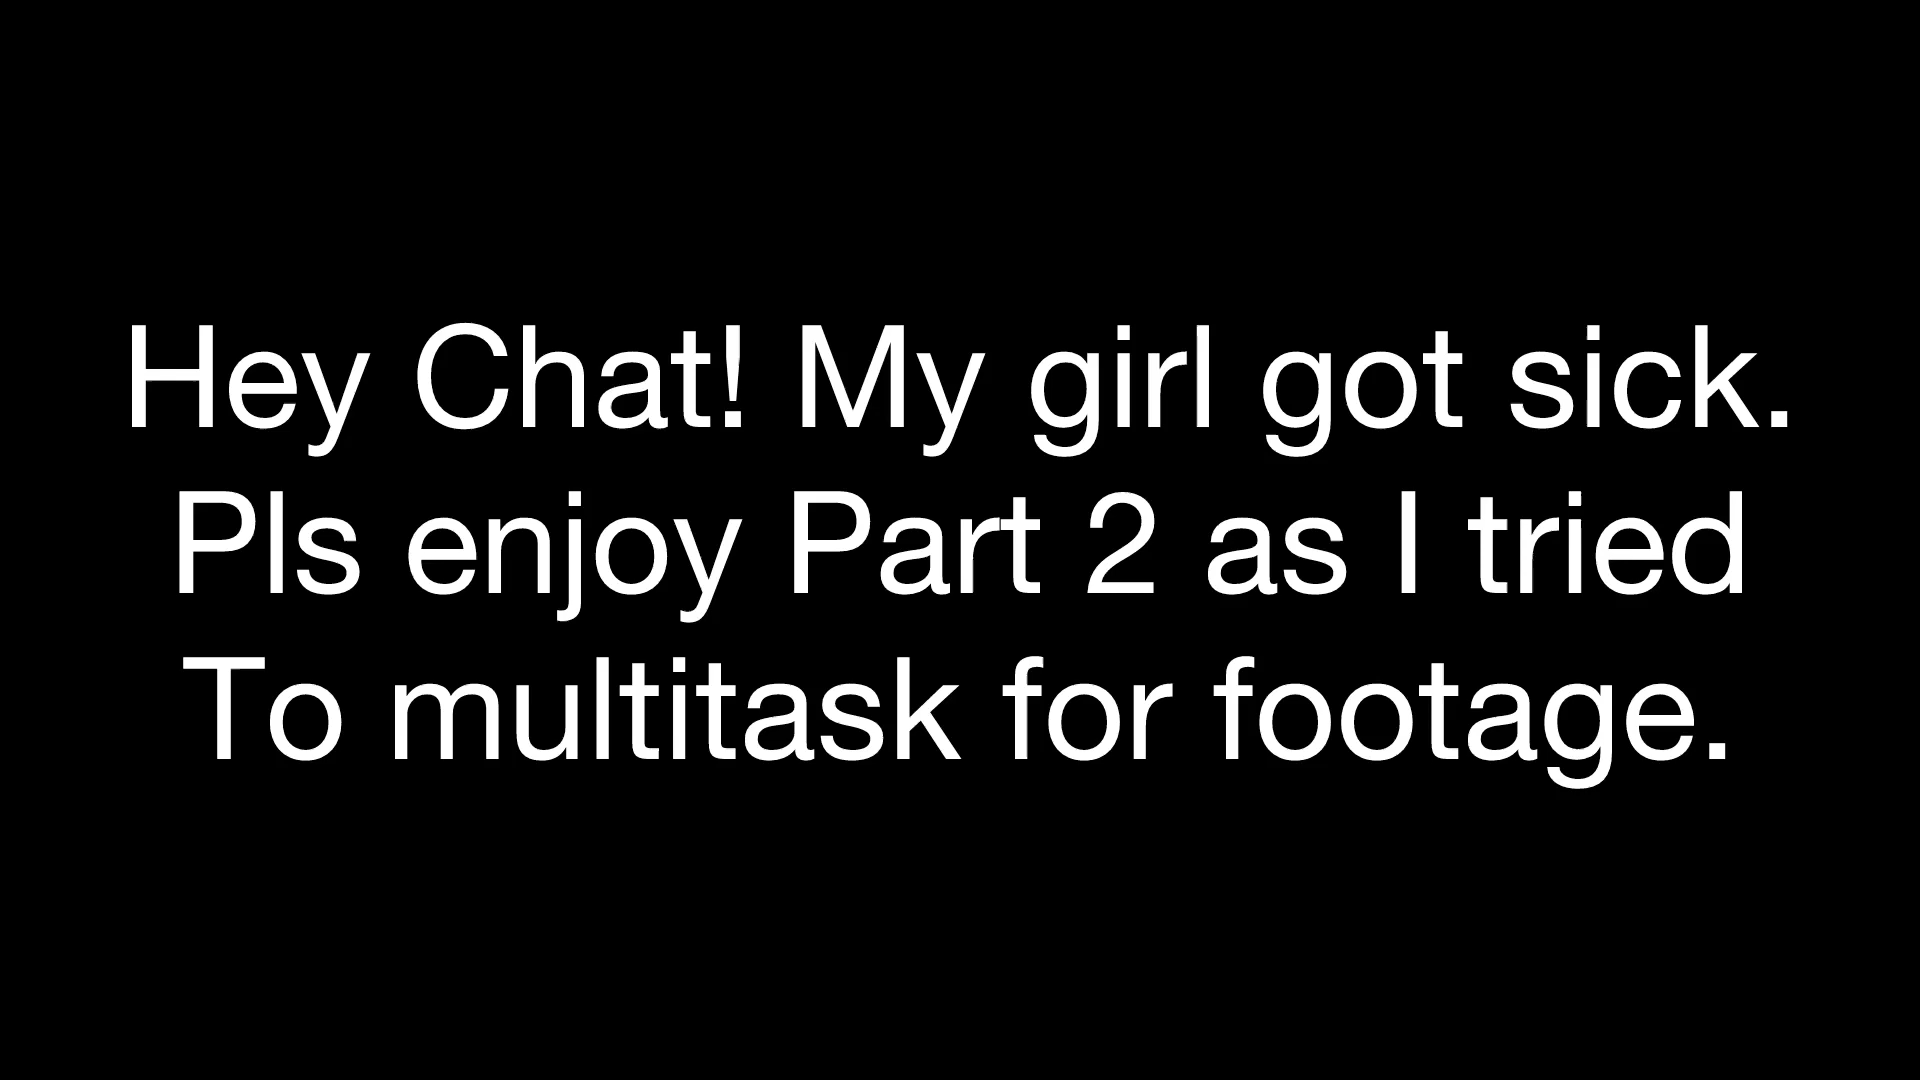 Hey Chat! My girl got sick.
Pls enjoy Part 2 as I tried
To multitask for footage.